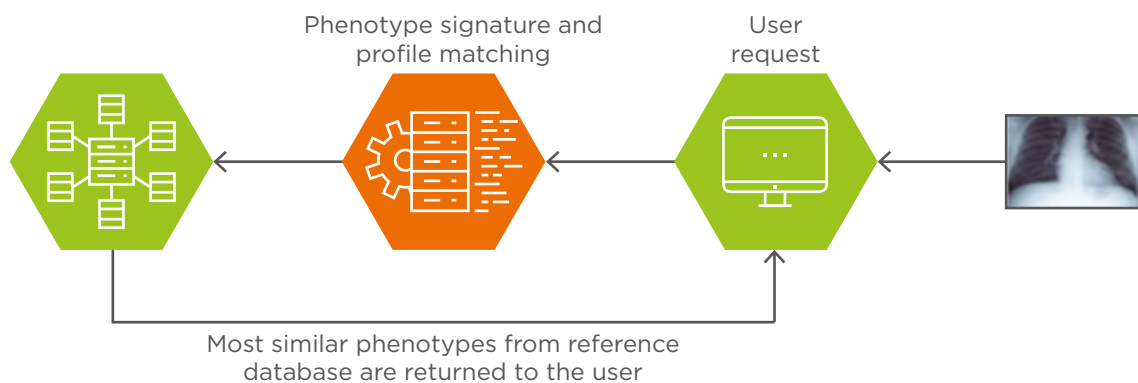 Phenotype signature and
profile matching
User
request
Most similar phenotypes from reference
database are returned to the user